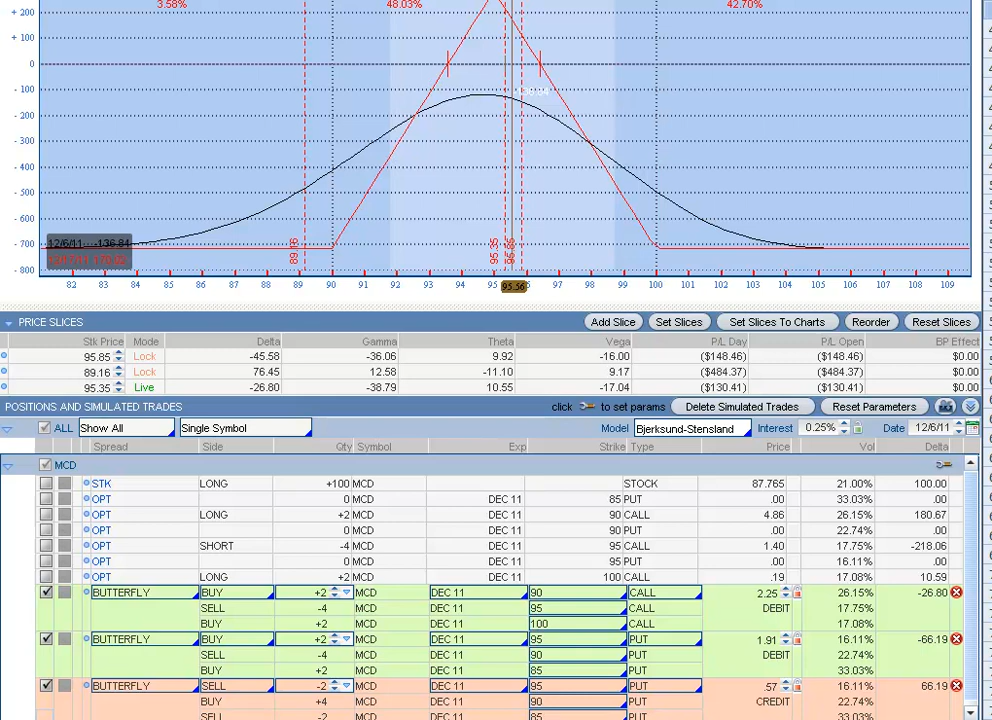 3.58% 48.03% 42.70%
+ 200
+ 100
0
- 100
- 200
- 300
- 400
- 500
- 600
- 700
- 800
-136.84
12/6/11 -136.84
12/17/11 170.02
89.16 95.35 95.85
82 83 84 85 86 87 88 89 90 91 92 93 94 95 95.56 97 98 99 100 101 102 103 104 105 106 107 108 109
PRICE SLICES Add Slice Set Slices Set Slices To Charts Reorder Reset Slices
Stk Price Mode Delta Gamma Theta Vega P/L Day P/L Open BP Effect
95.85 Lock -45.58 -36.06 9.92 -16.00 ($148.46) ($148.46) $0.00
89.16 Lock 76.45 12.58 -11.10 9.17 ($484.37) ($484.37) $0.00
95.35 Live -26.80 -38.79 10.55 -17.04 ($130.41) ($130.41) $0.00
POSITIONS AND SIMULATED TRADES click to set params Delete Simulated Trades Reset Parameters
ALL Show All Single Symbol Model Bjerksund-Stensland Interest 0.25% Date 12/6/11
Spread Side Qty Symbol Exp Strike Type Price Vol Delta
MCD
STK LONG +100 MCD STOCK 87.765 21.00% 100.00
OPT 0 MCD DEC 11 85 PUT .00 33.03% .00
OPT LONG +2 MCD DEC 11 90 CALL 4.86 26.15% 180.67
OPT 0 MCD DEC 11 90 PUT .00 22.74% .00
OPT SHORT -4 MCD DEC 11 95 CALL 1.40 17.75% -218.06
OPT 0 MCD DEC 11 95 PUT .00 16.11% .00
OPT LONG +2 MCD DEC 11 100 CALL .19 17.08% 10.59
BUTTERFLY BUY +2 MCD DEC 11 90 CALL 2.25 26.15% -26.80
SELL -4 MCD DEC 11 95 CALL DEBIT 17.75%
BUY +2 MCD DEC 11 100 CALL 17.08%
BUTTERFLY BUY +2 MCD DEC 11 95 PUT 1.91 16.11% -66.19
SELL -4 MCD DEC 11 90 PUT DEBIT 22.74%
BUY +2 MCD DEC 11 85 PUT 33.03%
BUTTERFLY SELL -2 MCD DEC 11 95 PUT .57 16.11% 66.19
BUY +4 MCD DEC 11 90 PUT CREDIT 22.74%
SELL -2 MCD DEC 11 85 PUT 33.03%